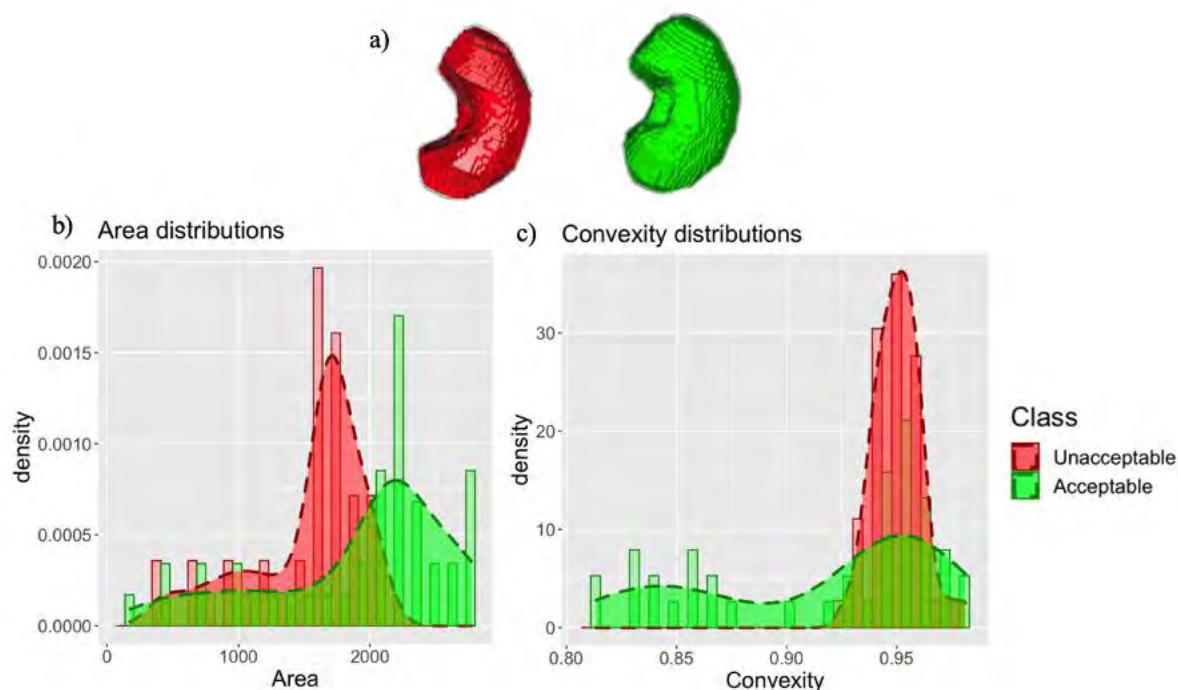 a)
b) Area distributions
0.0020
0.0015
0.0010
0.0005
0.0000
density
0 1000 2000
Area
c) Convexity distributions
30
20
10
0
density
0.80 0.85 0.90 0.95
Convexity
Class
Unacceptable
Acceptable